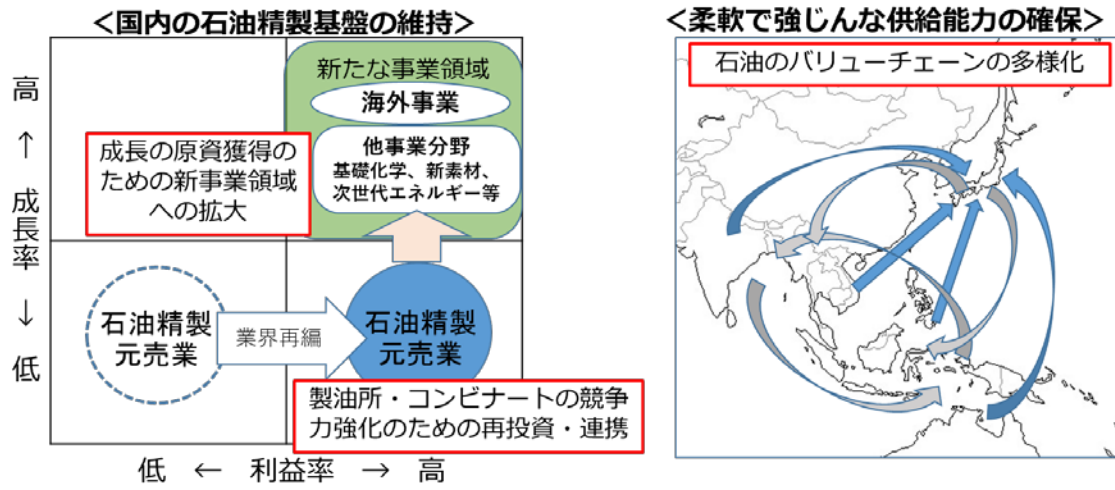 ＜国内の石油精製基盤の維持＞
高
↑
成長率
↓
低
新たな事業領域
海外事業
他事業分野
基礎化学、新素材、
次世代エネルギー等
成長の原資獲得の
ための新事業領域
への拡大
石油精製
元売業
業界再編
石油精製
元売業
製油所・コンビナートの競争
力強化のための再投資・連携
低 ← 利益率 → 高
＜柔軟で強じんな供給能力の確保＞
石油のバリューチェーンの多様化